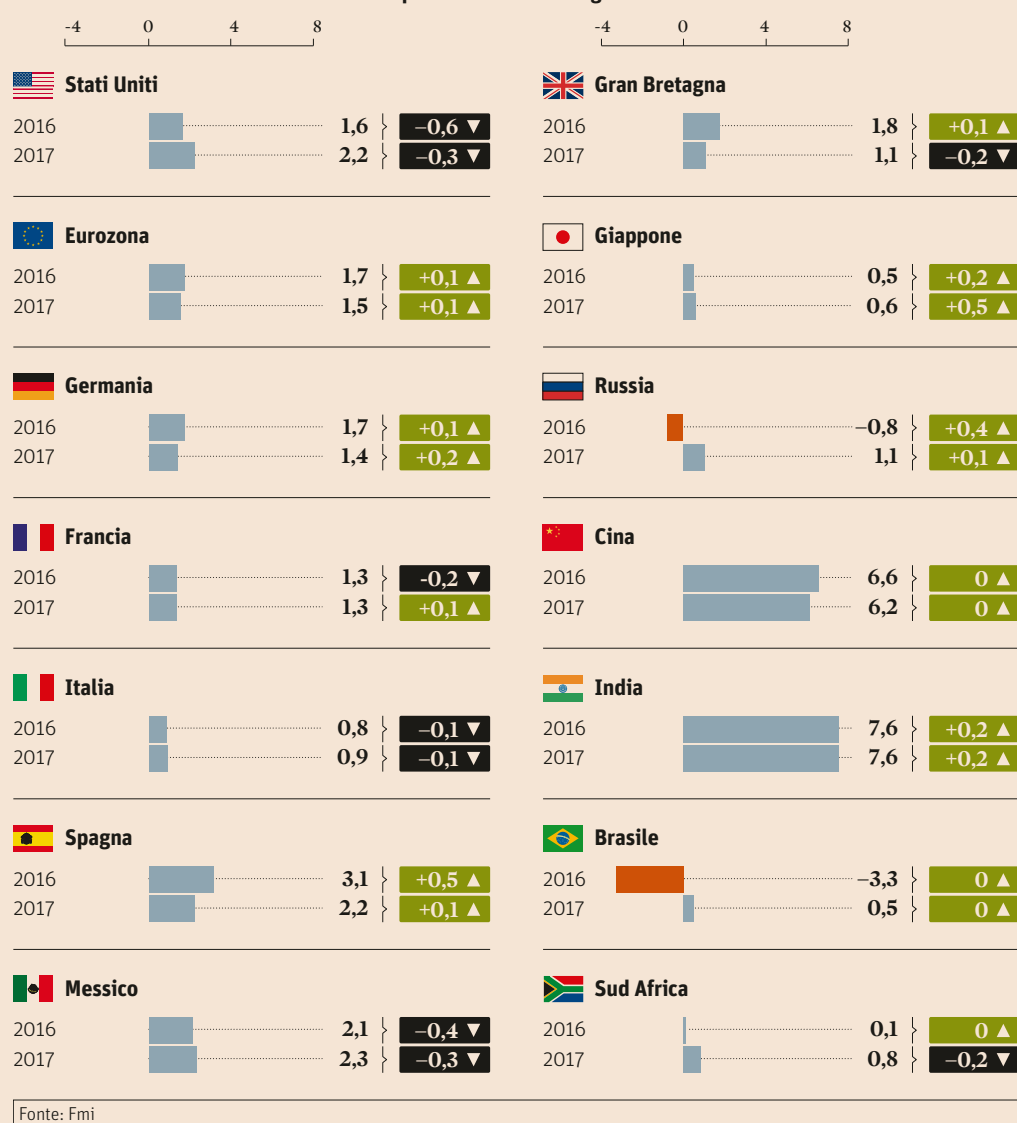 -4 0 4 8
Stati Uniti
2016 1,6 –0,6 ▼
2017 2,2 –0,3 ▼
Eurozona
2016 1,7 +0,1 ▲
2017 1,5 +0,1 ▲
Germania
2016 1,7 +0,1 ▲
2017 1,4 +0,2 ▲
Francia
2016 1,3 -0,2 ▼
2017 1,3 +0,1 ▲
Italia
2016 0,8 –0,1 ▼
2017 0,9 –0,1 ▼
Spagna
2016 3,1 +0,5 ▲
2017 2,2 +0,1 ▲
Messico
2016 2,1 –0,4 ▼
2017 2,3 –0,3 ▼
-4 0 4 8
Gran Bretagna
2016 1,8 +0,1 ▲
2017 1,1 –0,2 ▼
Giappone
2016 0,5 +0,2 ▲
2017 0,6 +0,5 ▲
Russia
2016 –0,8 +0,4 ▲
2017 1,1 +0,1 ▲
Cina
2016 6,6 0 ▲
2017 6,2 0 ▲
India
2016 7,6 +0,2 ▲
2017 7,6 +0,2 ▲
Brasile
2016 –3,3 0 ▲
2017 0,5 0 ▲
Sud Africa
2016 0,1 0 ▲
2017 0,8 –0,2 ▼
Fonte: Fmi